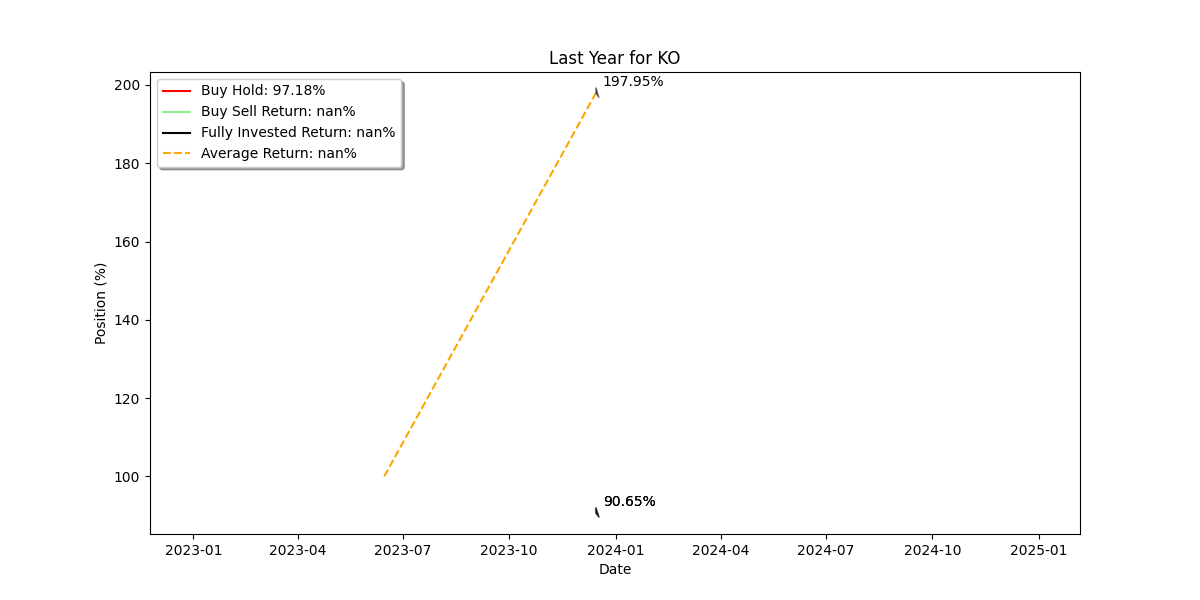 Last Year for KO
Buy Hold: 97.18%
Buy Sell Return: nan%
Fully Invested Return: nan%
Average Return: nan%
197.95%
90.65%
Position (%)
200
180
160
140
120
100
2023-01
2023-04
2023-07
2023-10
2024-01
2024-04
2024-07
2024-10
2025-01
Date